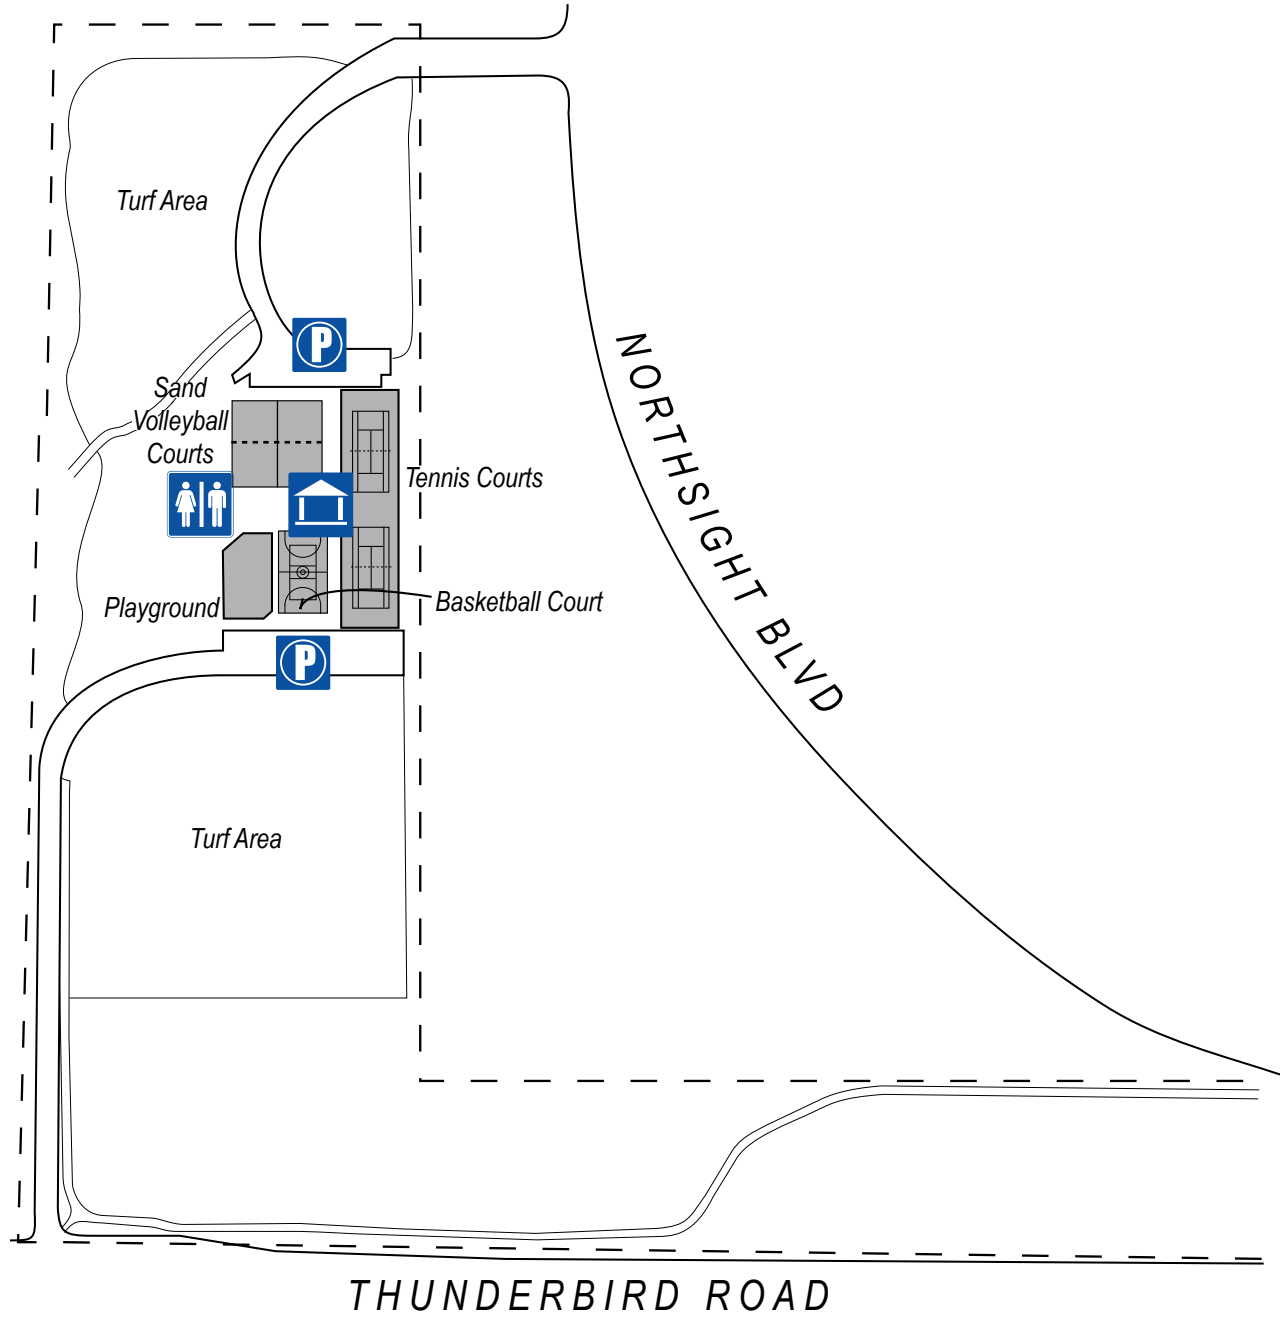 Turf Area
P
NORTHSIGHT BLVD
Sand
Volleyball
Courts
Tennis Courts
Playground
Basketball Court
P
Turf Area
THUNDERBIRD ROAD